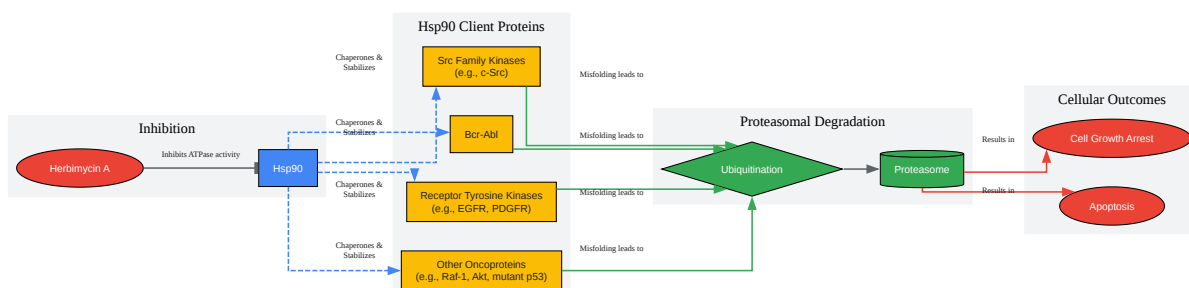 Inhibition
Herbimycin A
Inhibits ATPase activity
Hsp90
Chaperones &
Stabilizes
Chaperones &
Stabilizes
Chaperones &
Stabilizes
Chaperones &
Stabilizes
Hsp90 Client Proteins
Src Family Kinases
(e.g., c-Src)
Bcr-Abl
Receptor Tyrosine Kinases
(e.g., EGFR, PDGFR)
Other Oncoproteins
(e.g., Raf-1, Akt, mutant p53)
Misfolding leads to
Misfolding leads to
Misfolding leads to
Misfolding leads to
Proteasomal Degradation
Ubiquitination
Proteasome
Results in
Results in
Cellular Outcomes
Cell Growth Arrest
Apoptosis